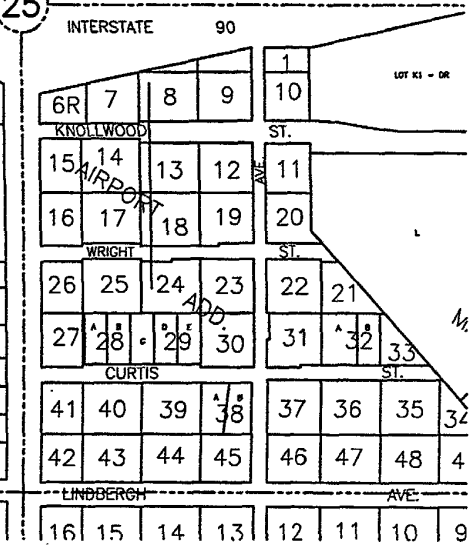 25
INTERSTATE 90
1
LOT K1 - DR
6R 7 8 9 10
KNOLLWOOD ST.
15 14 13 12 AVE. 11
AIRPORT
16 17 18 19 20
L
WRIGHT ST.
26 25 24 23 22 21
ADD.
27 A 28 B C D 29 E 30 31 A 32 B 33
CURTIS ST.
41 40 39 A 38 B 37 36 35 34
42 43 44 45 46 47 48 4
LINDBERGH AVE.
16 15 14 13 12 11 10 9